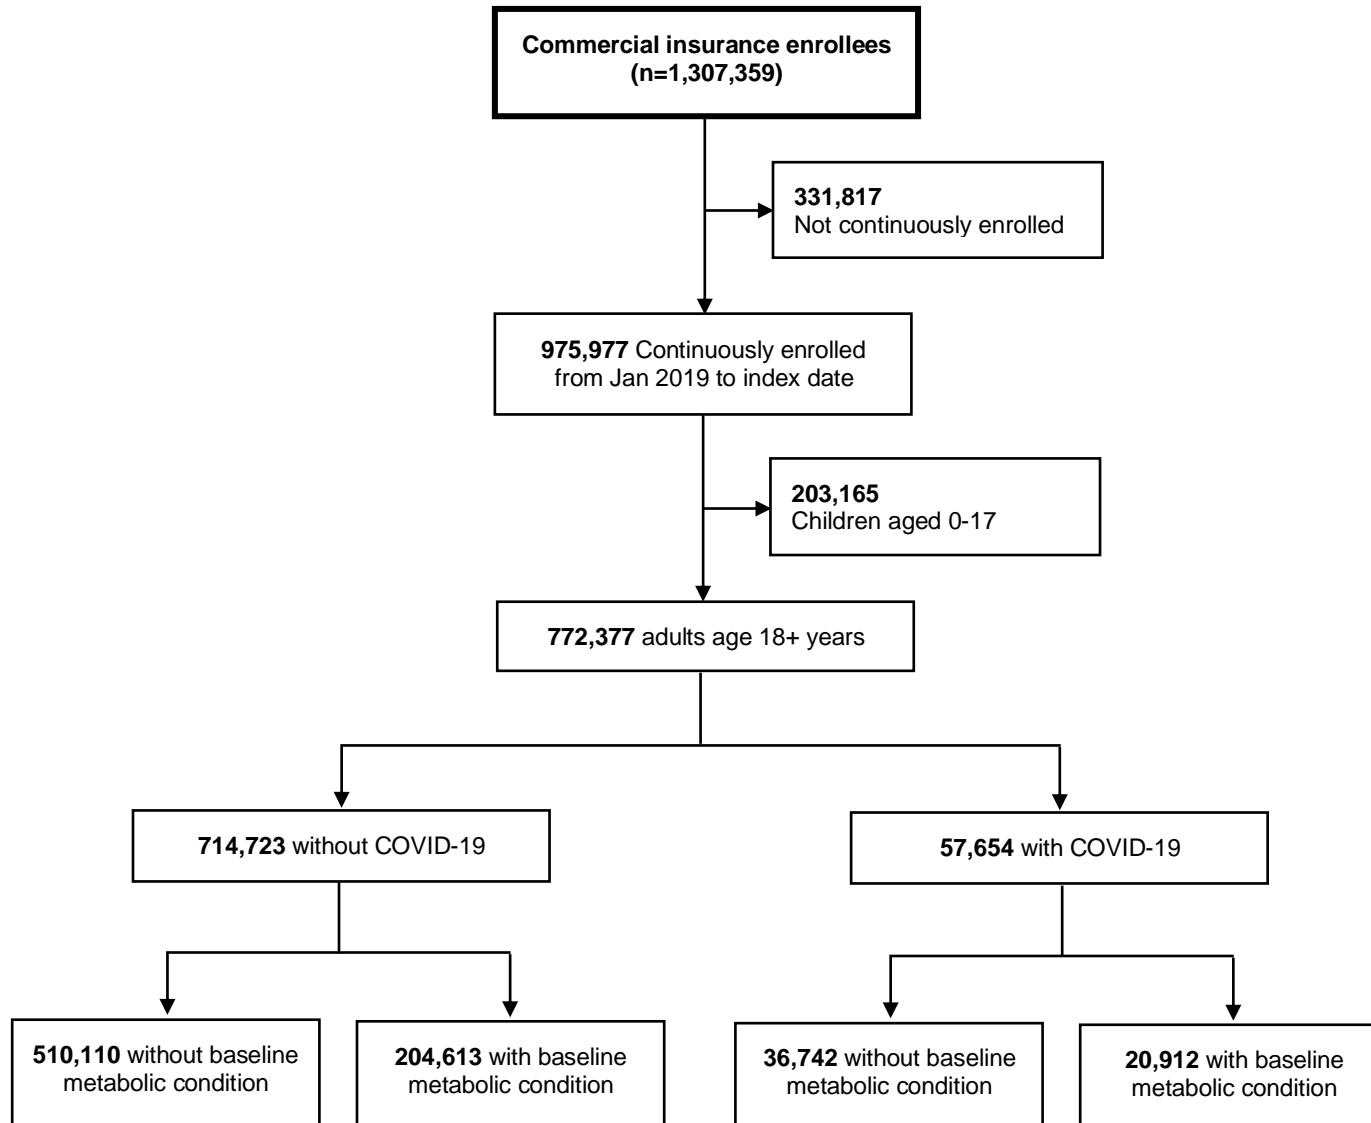 Commercial insurance enrollees
(n=1,307,359)
331,817
Not continuously enrolled
975,977 Continuously enrolled
from Jan 2019 to index date
203,165
Children aged 0-17
772,377 adults age 18+ years
714,723 without COVID-19
57,654 with COVID-19
510,110 without baseline
metabolic condition
204,613 with baseline
metabolic condition
36,742 without baseline
metabolic condition
20,912 with baseline
metabolic condition